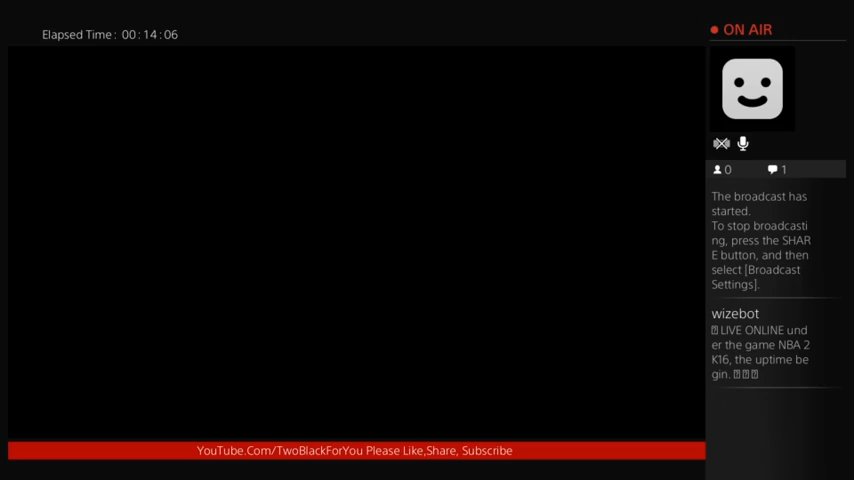 Elapsed Time: 00:14:06
ON AIR
0 1
The broadcast has
started.
To stop broadcasti
ng, press the SHAR
E button, and then
select [Broadcast
Settings].
wizebot
LIVE ONLINE und
er the game NBA 2
K16, the uptime be
gin.
YouTube.Com/TwoBlackForYou Please Like,Share, Subscribe